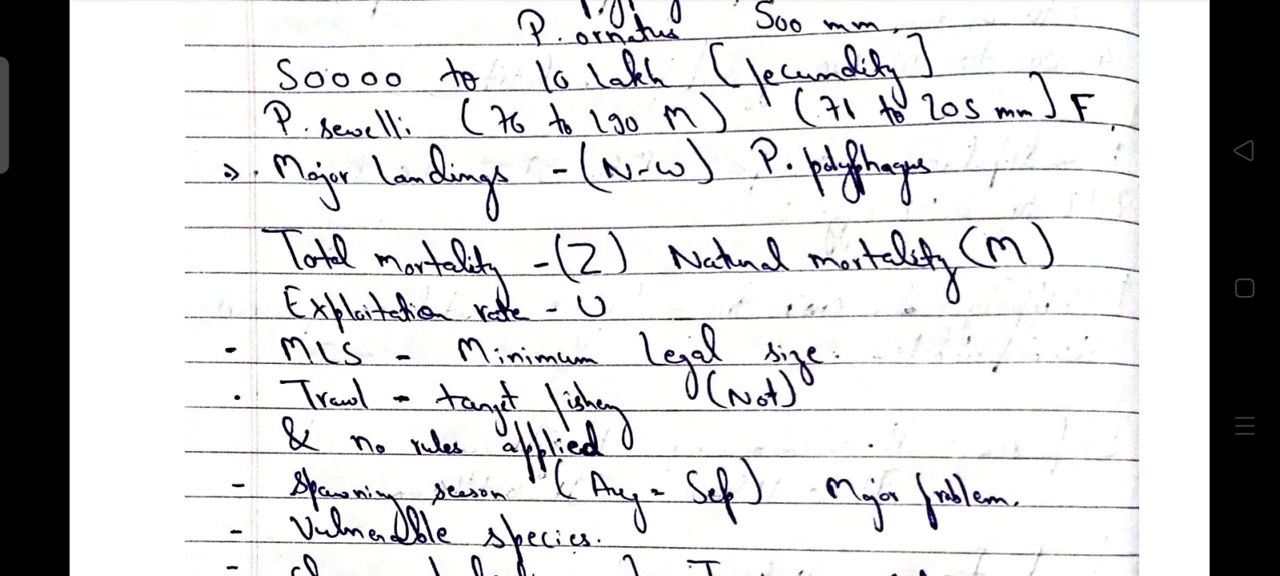 P. ornatus 500 mm.
50000 to 10 lakh [fecundity]
P. sewelli. (76 to 190 M) (71 to 205 mm) F.
→ . Major landings - (N-W) P. polyphagus
Total mortality - (Z) Natural mortality (M)
Exploitation rate - U
- MLS - Minimum legal size.
. Trawl - target fishery (Not)
& no rules applied
- Spawning season (Aug - Sep) Major problem.
- Vulnerable species.